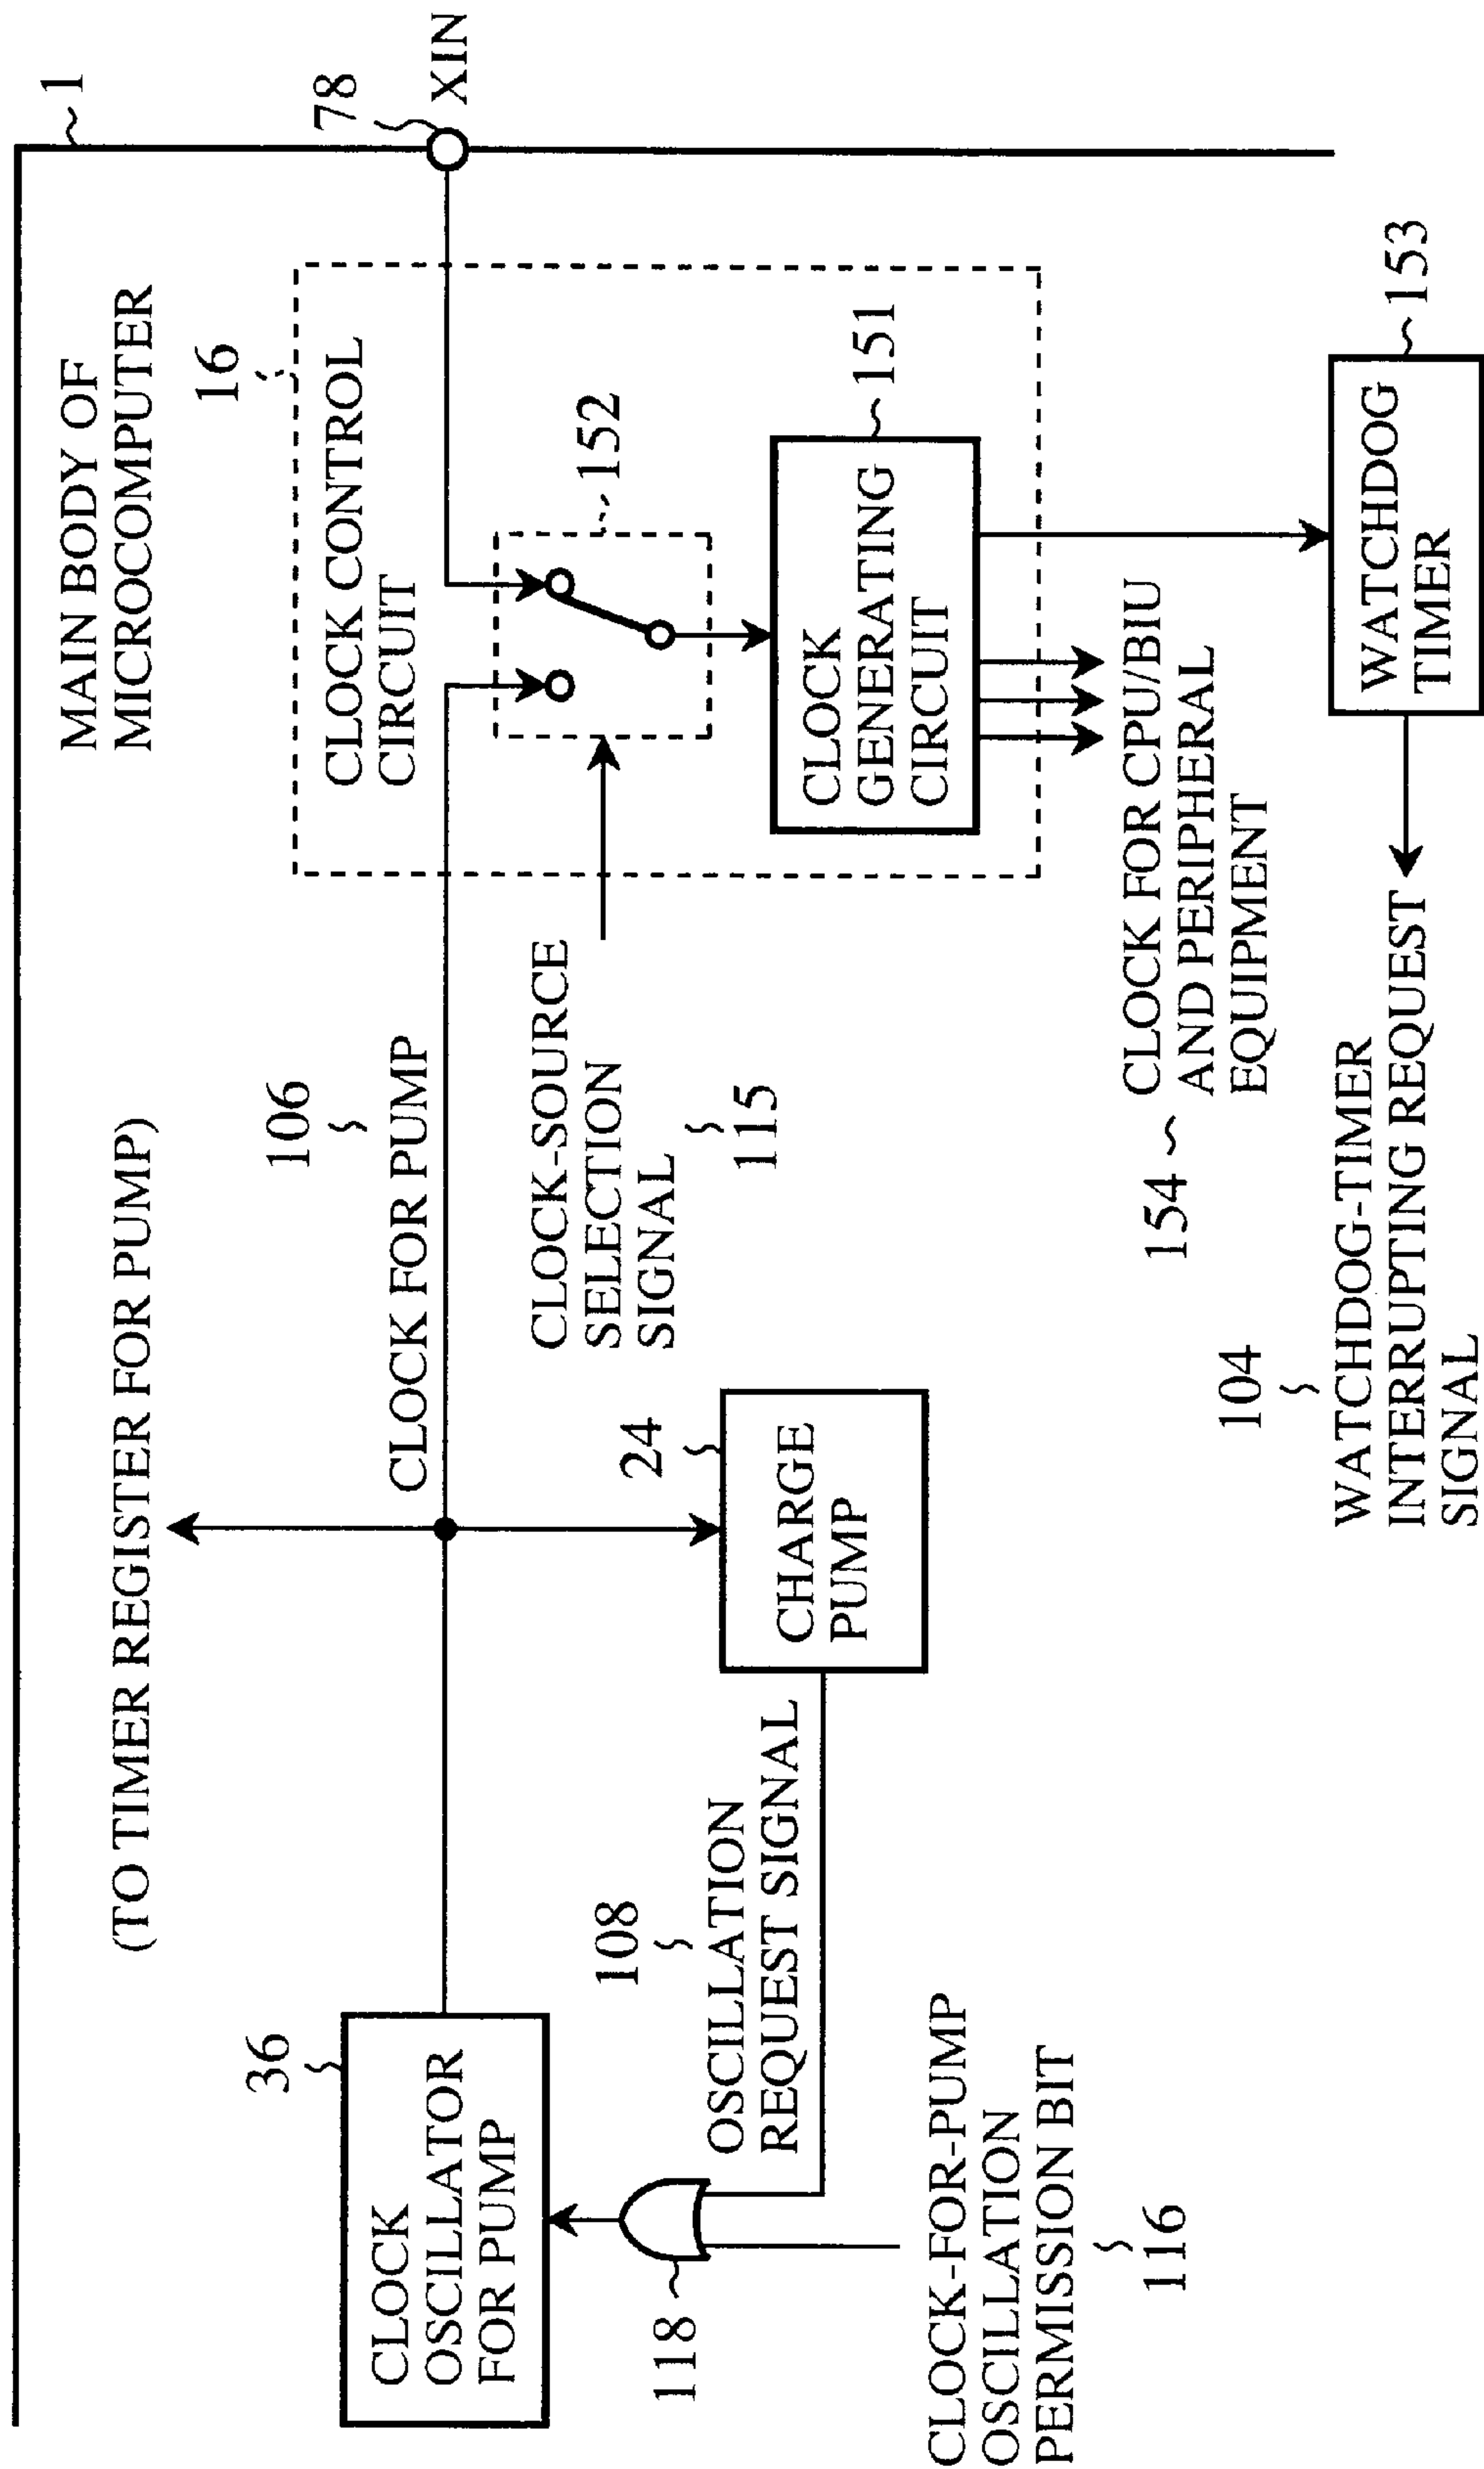 1
MAIN BODY OF
MICROCOMPUTER
(TO TIMER REGISTER FOR PUMP)
78
XIN
16
CLOCK CONTROL
CIRCUIT
106
CLOCK FOR PUMP
36
CLOCK
OSCILLATOR
FOR PUMP
152
CLOCK-SOURCE
SELECTION
SIGNAL
115
108
OSCILLATION
REQUEST SIGNAL
24
CHARGE
PUMP
118
CLOCK-FOR-PUMP
OSCILLATION
PERMISSION BIT
116
151
CLOCK
GENERATING
CIRCUIT
154
CLOCK FOR CPU/BIU
AND PERIPHERAL
EQUIPMENT
153
WATCHDOG
TIMER
104
WATCHDOG-TIMER
INTERRUPTING REQUEST
SIGNAL